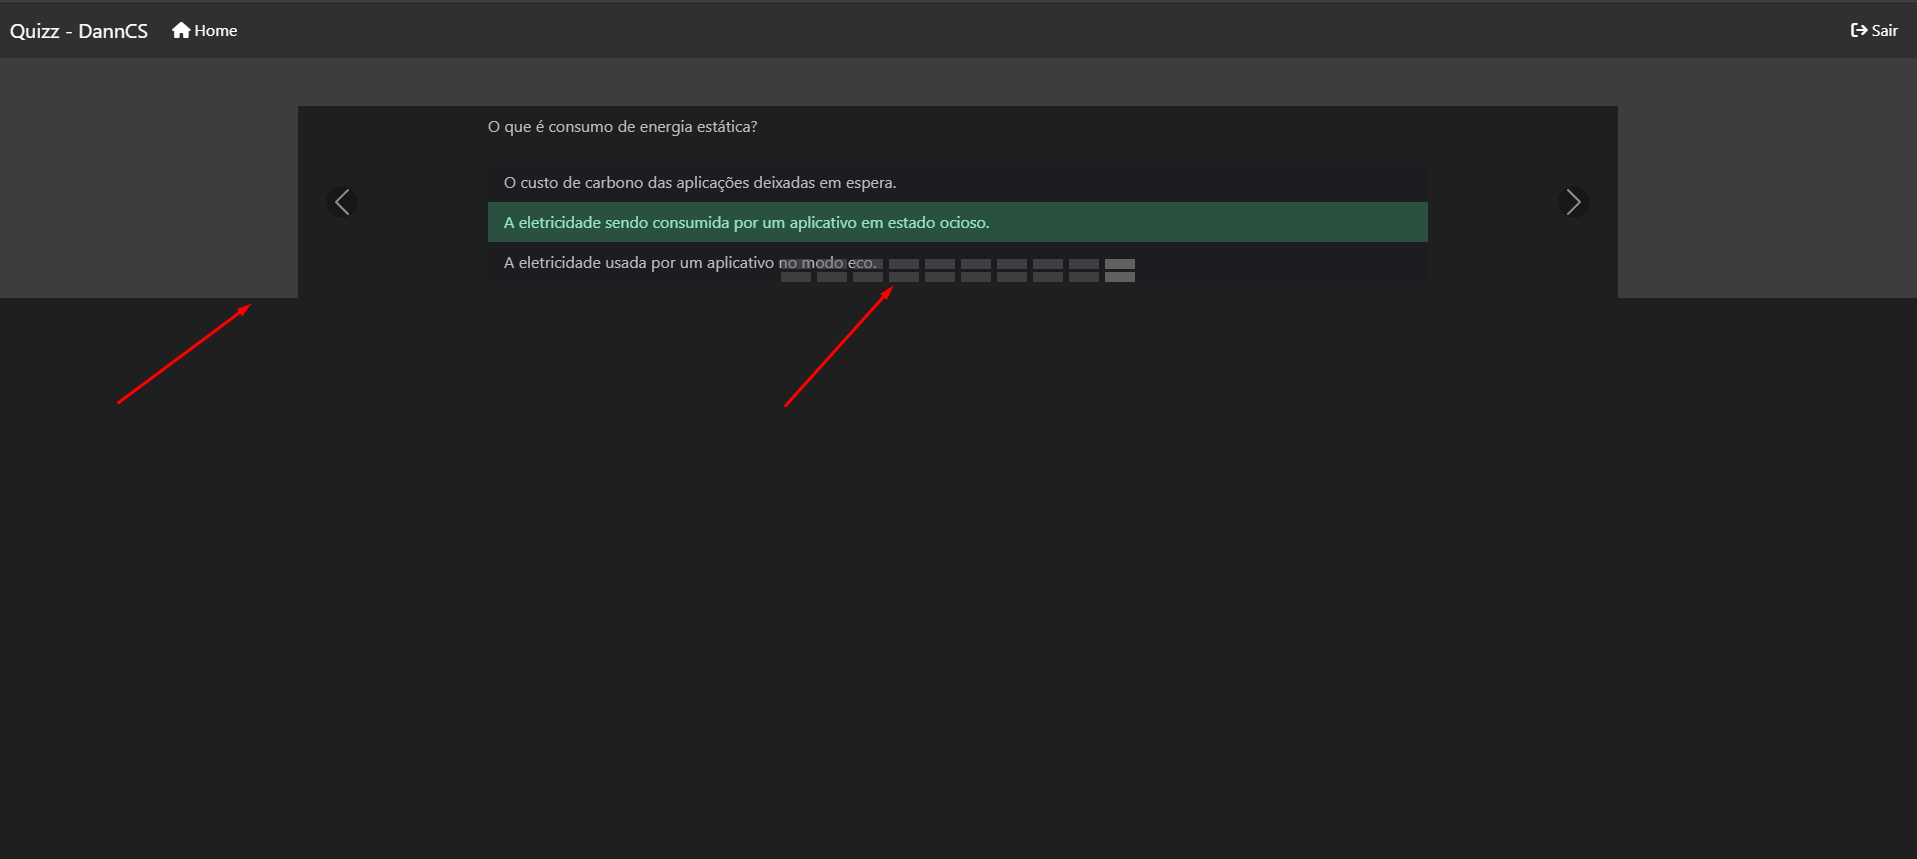 Quizz - DannCS Home Sair
O que é consumo de energia estática?
O custo de carbono das aplicações deixadas em espera.
A eletricidade sendo consumida por um aplicativo em estado ocioso.
A eletricidade usada por um aplicativo no modo eco.